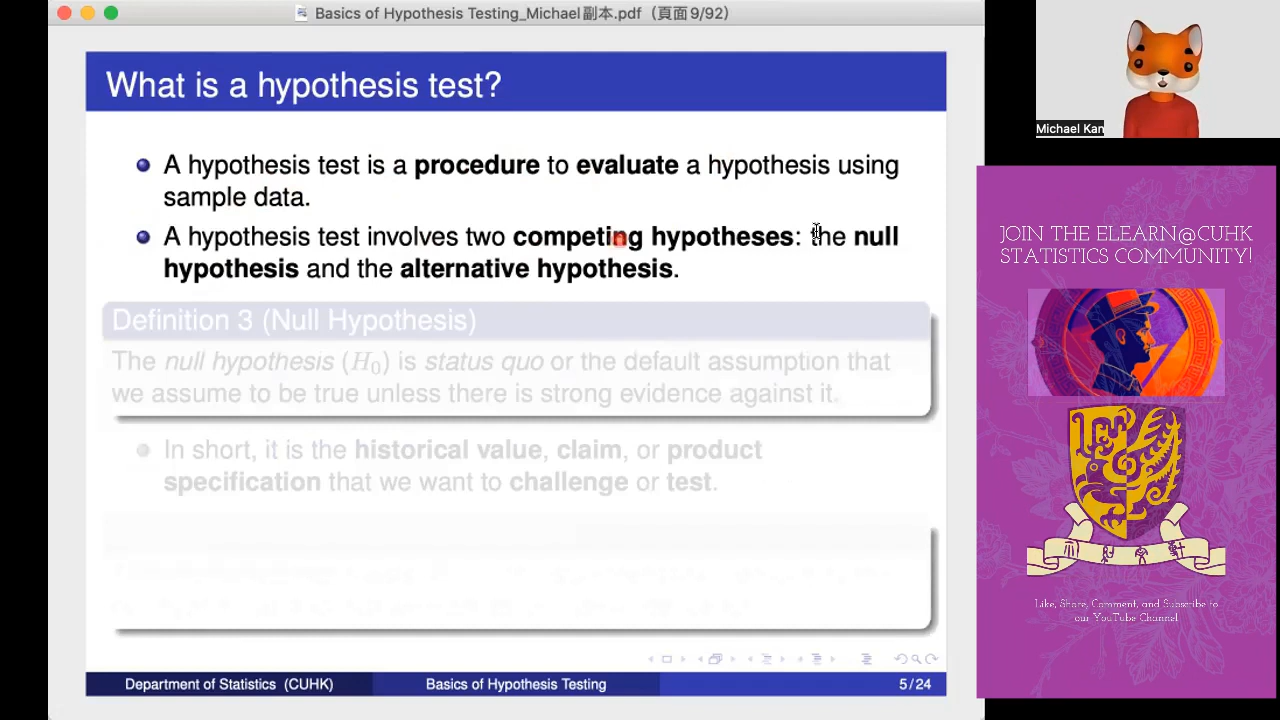 Basics of Hypothesis Testing_Michael副本.pdf（頁面9/92）
What is a hypothesis test?
A hypothesis test is a procedure to evaluate a hypothesis using
sample data.
A hypothesis test involves two competing hypotheses: the null
hypothesis and the alternative hypothesis.
Definition 3 (Null Hypothesis)
The null hypothesis (H₀) is status quo or the default assumption that
we assume to be true unless there is strong evidence against it.
In short, it is the historical value, claim, or product
specification that we want to challenge or test.
Department of Statistics (CUHK)
Basics of Hypothesis Testing
5/24
Michael Kan
JOIN THE ELEARN@CUHK
STATISTICS COMMUNITY!
Like, Share, Comment, and Subscribe to
our YouTube Channel